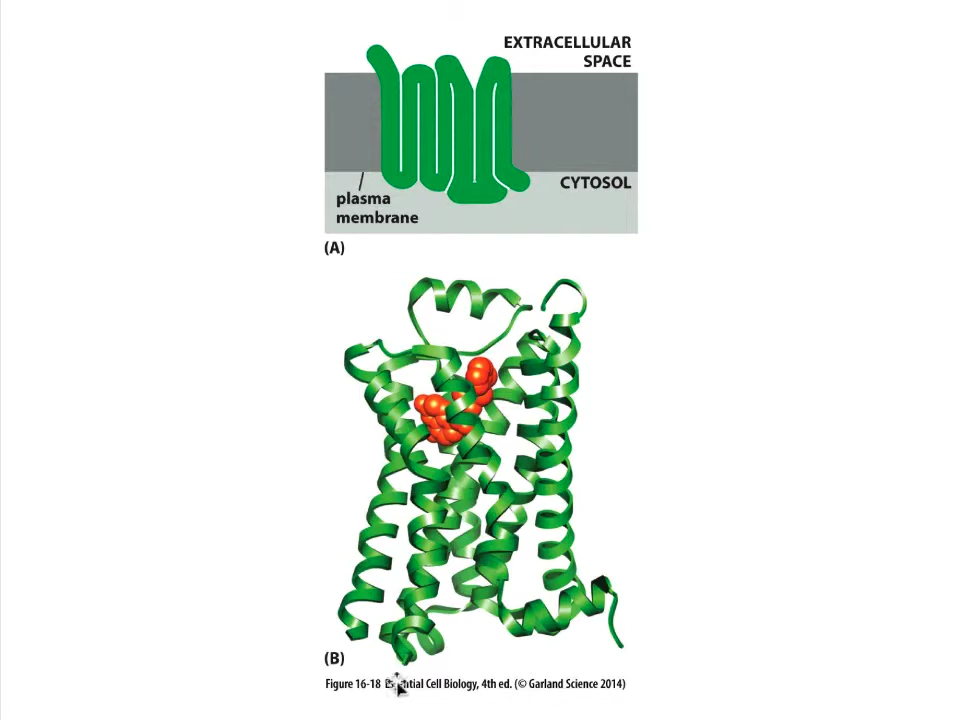 EXTRACELLULAR
SPACE
CYTOSOL
plasma
membrane
(A)
(B)
Figure 16-18 Cell Biology, 4th ed. (© Garland Science 2014)